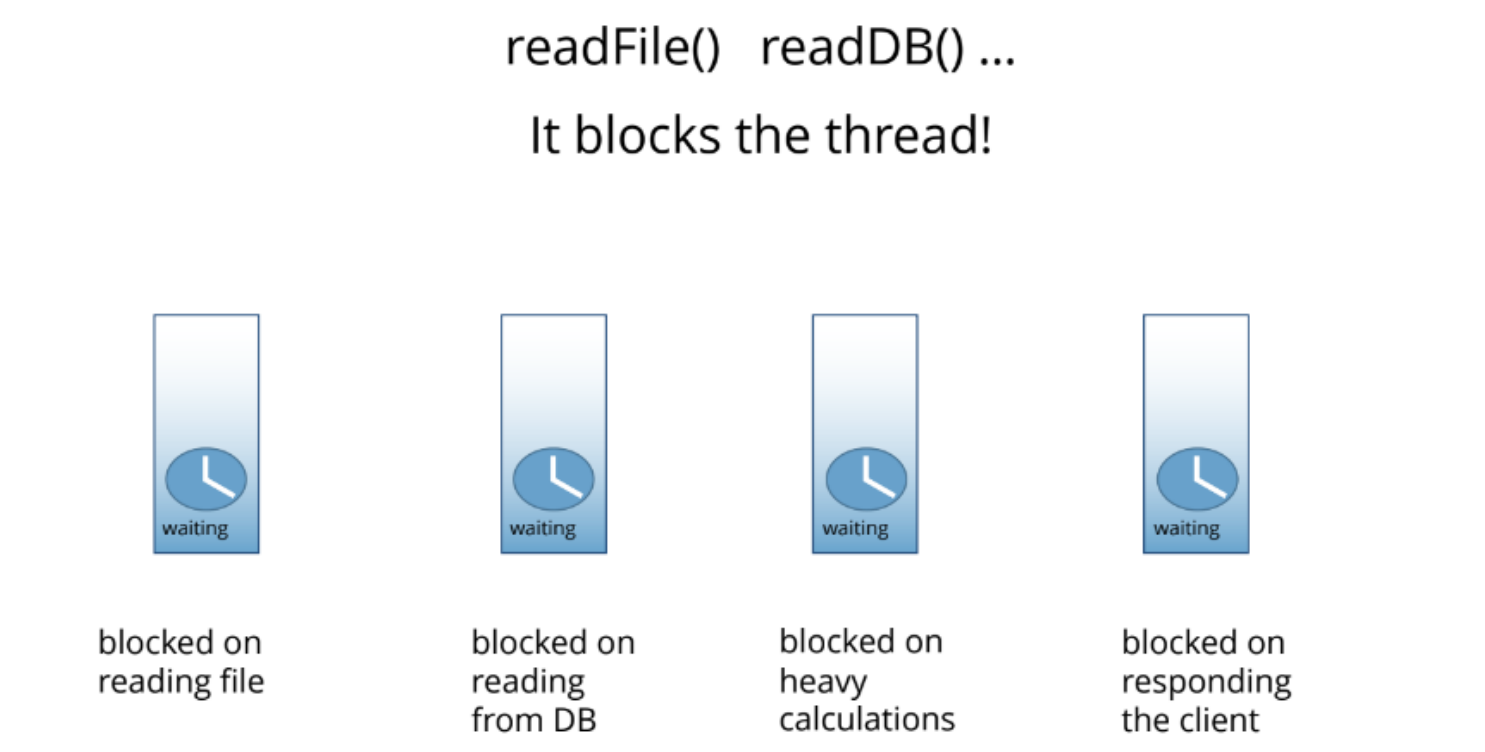 readFile() readDB() ...
It blocks the thread!
waiting
waiting
waiting
waiting
blocked on
reading file
blocked on
reading
from DB
blocked on
heavy
calculations
blocked on
responding
the client